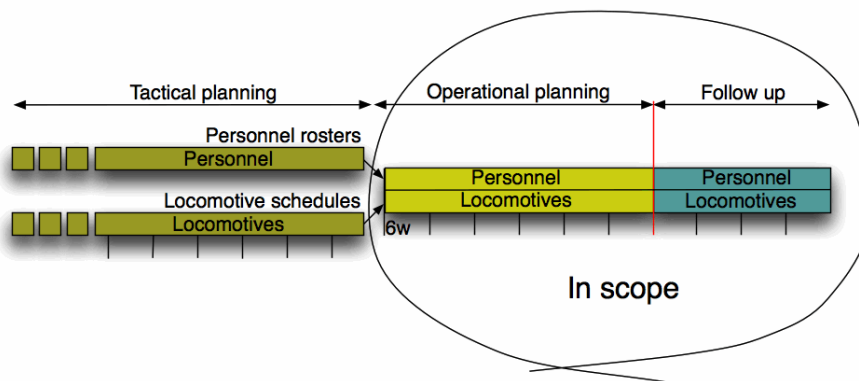 Tactical planning
Operational planning
Follow up
Personnel rosters
Personnel
Locomotive schedules
Locomotives
Personnel
Locomotives
6w
Personnel
Locomotives
In scope